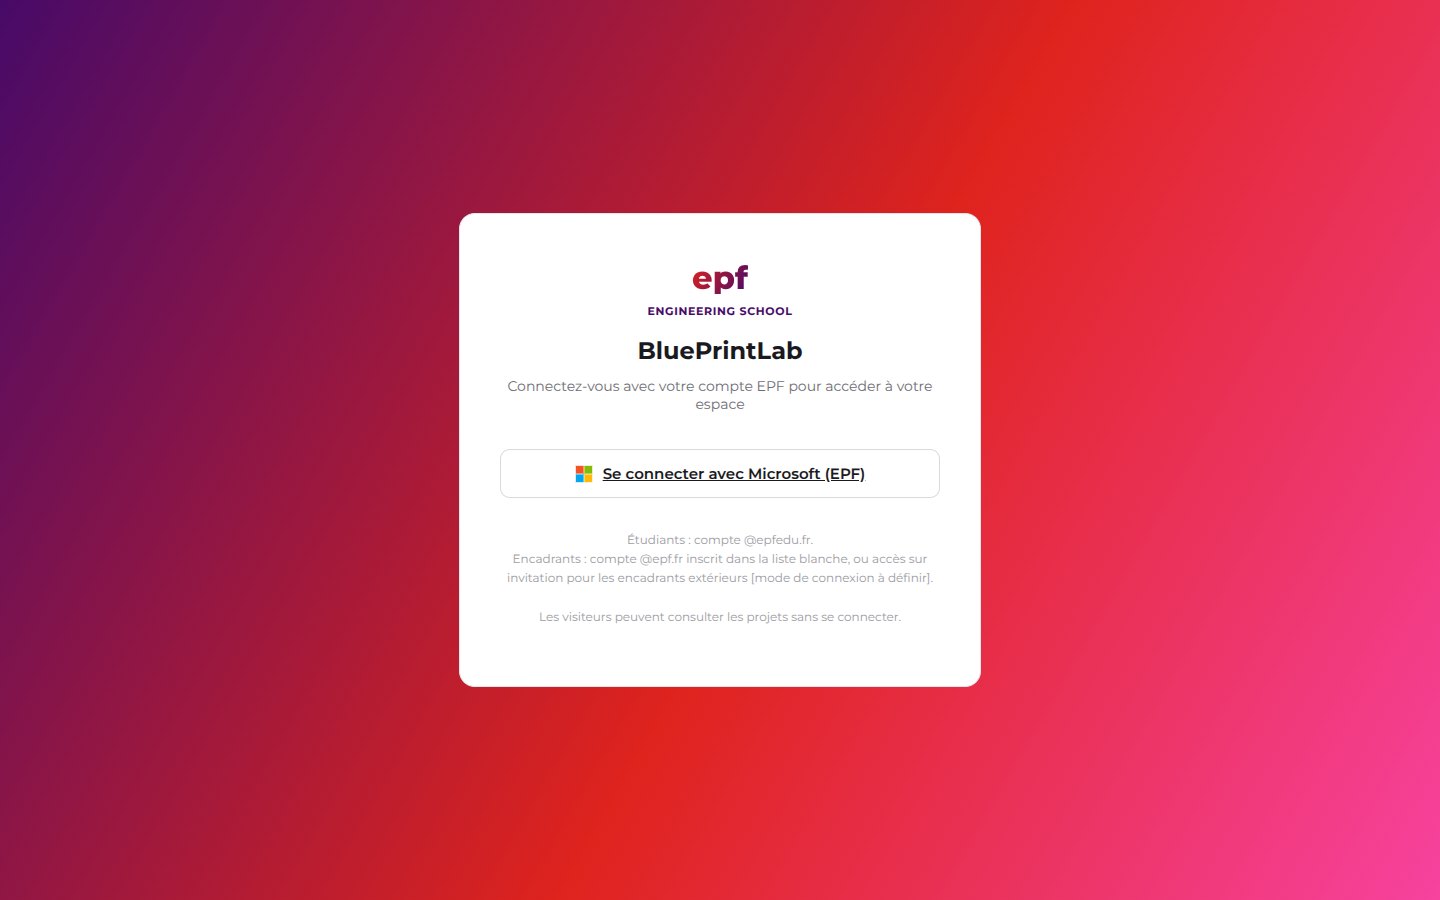 epf
ENGINEERING SCHOOL
BluePrintLab
Connectez-vous avec votre compte EPF pour accéder à votre
espace
Se connecter avec Microsoft (EPF)
Étudiants : compte @epfedu.fr.
Encadrants : compte @epf.fr inscrit dans la liste blanche, ou accès sur
invitation pour les encadrants extérieurs [mode de connexion à définir].
Les visiteurs peuvent consulter les projets sans se connecter.